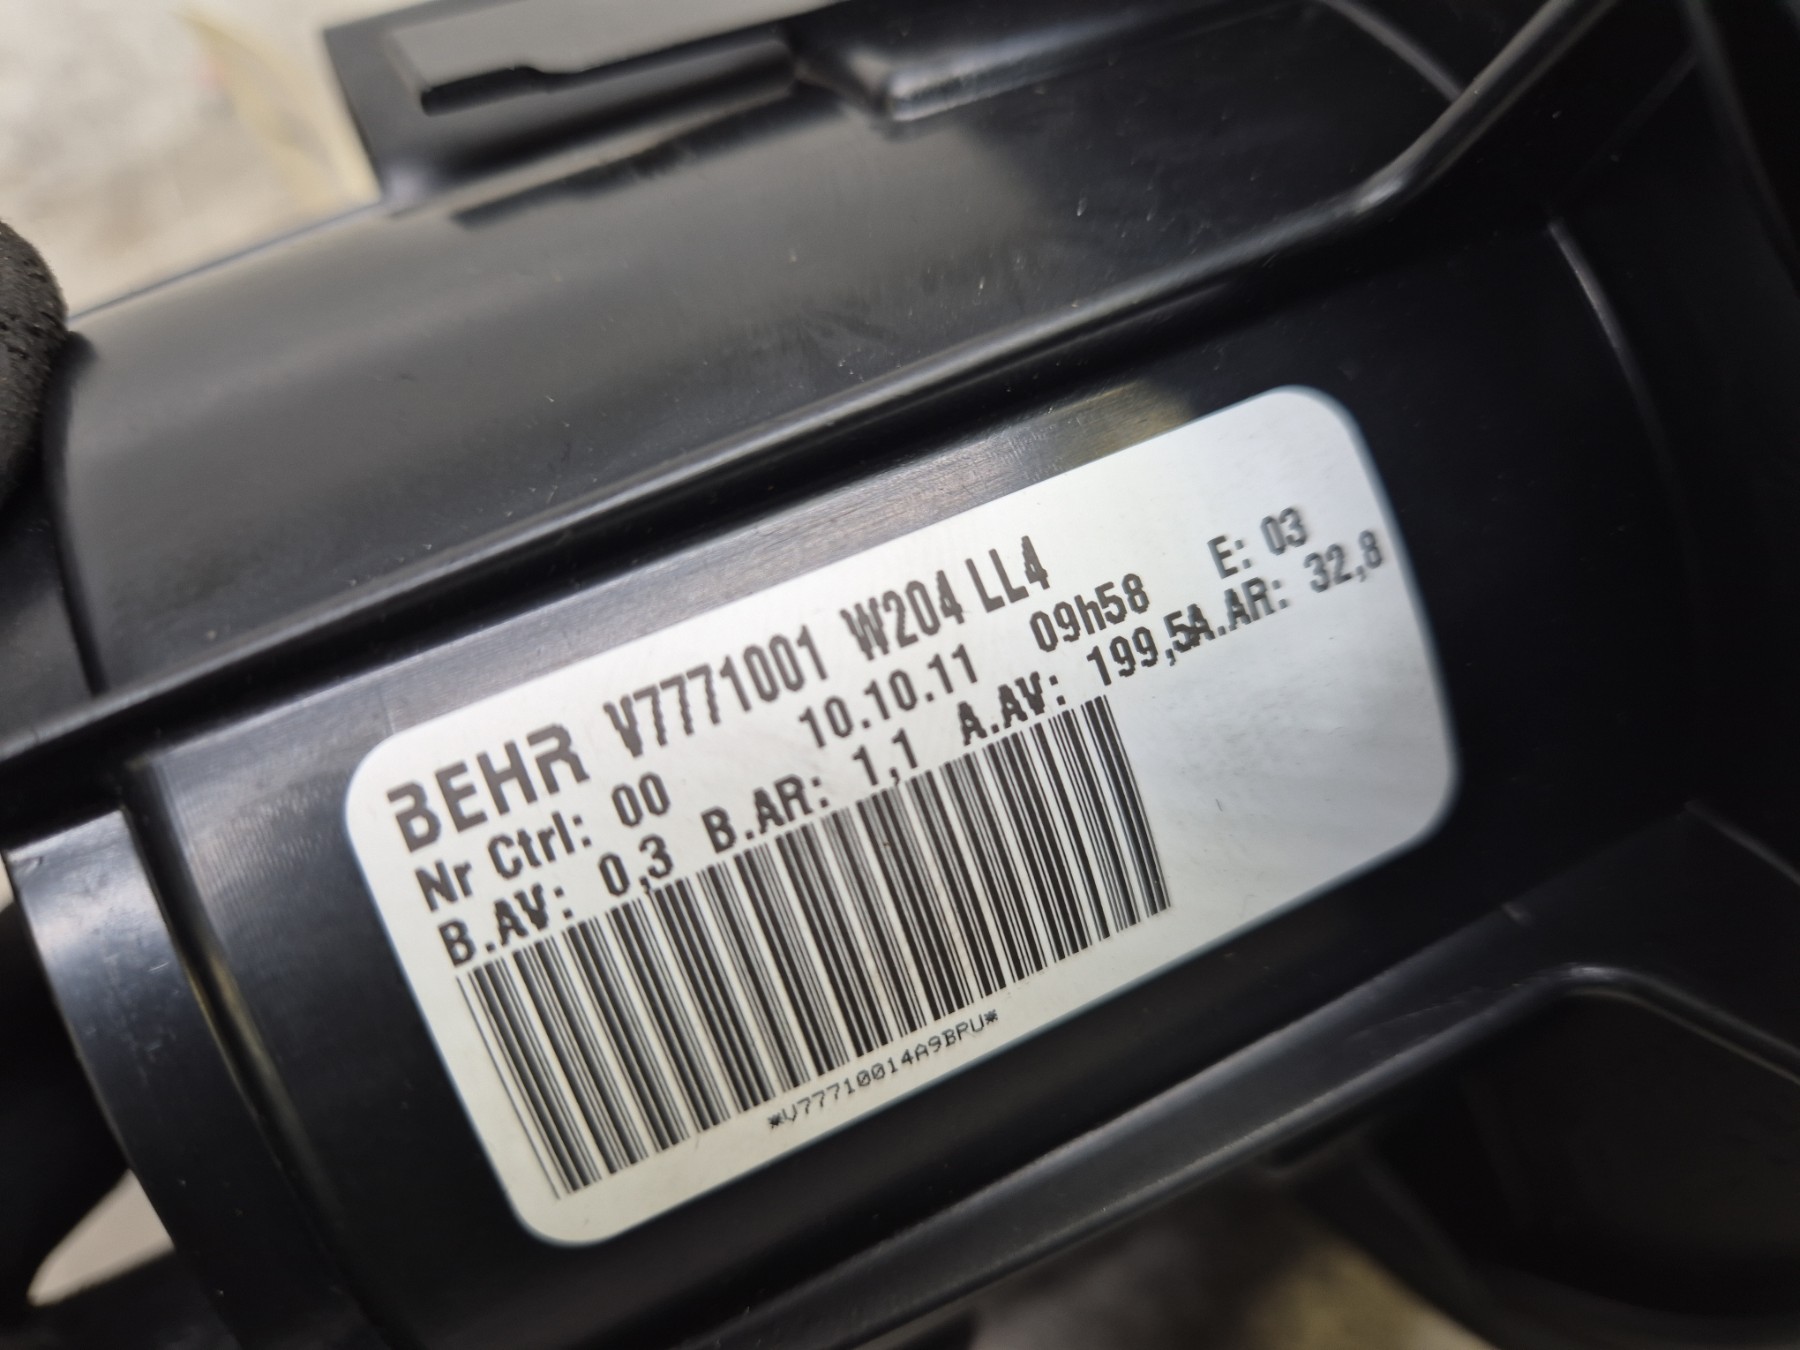 BEHR V7771001 W204 LL4
Nr Ctrl: 00 10.10.11 09h58 E: 03
B.AV: 0,3 B.AR: 1,1 A.AV: 199,5A.AR: 32,8
*V77710014A9BPU*